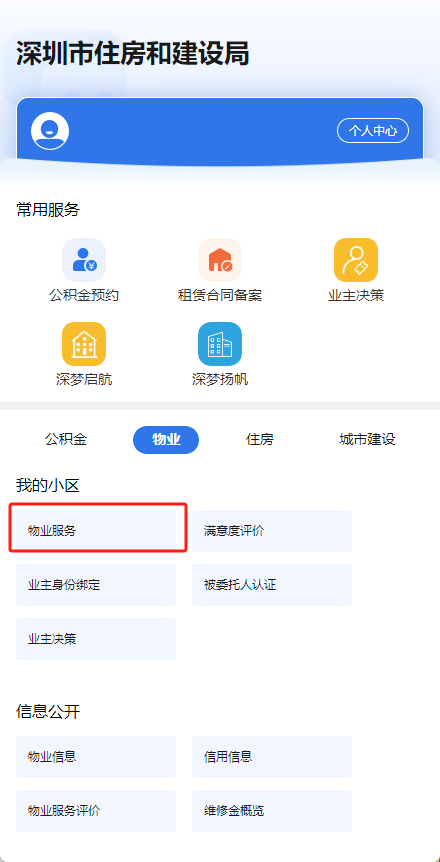 深圳市住房和建设局
个人中心
常用服务
公积金预约 租赁合同备案 业主决策
深梦启航 深梦扬帆
公积金 物业 住房 城市建设
我的小区
物业服务 满意度评价
业主身份绑定 被委托人认证
业主决策
信息公开
物业信息 信用信息
物业服务评价 维修金概览